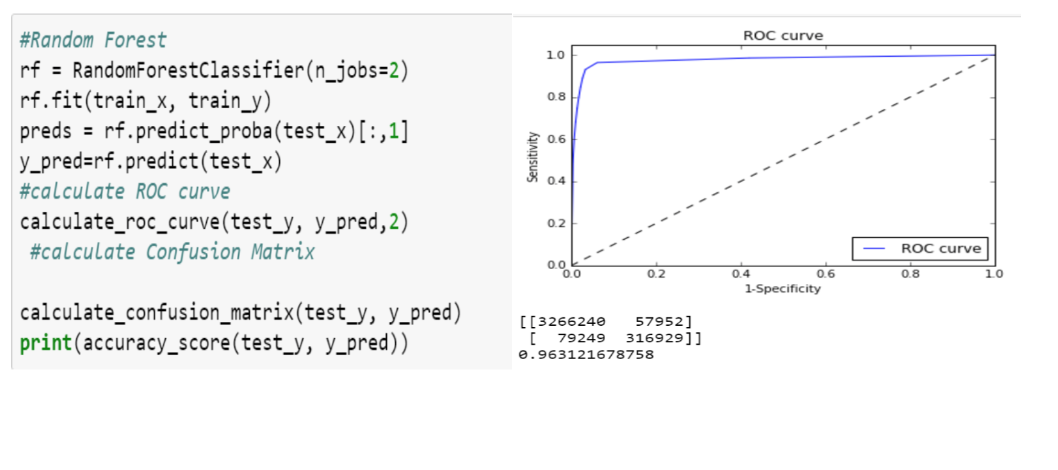 #Random Forest
rf = RandomForestClassifier(n_jobs=2)
rf.fit(train_x, train_y)
preds = rf.predict_proba(test_x)[:,1]
y_pred=rf.predict(test_x)
#calculate ROC curve
calculate_roc_curve(test_y, y_pred,2)
#calculate Confusion Matrix
calculate_confusion_matrix(test_y, y_pred)
print(accuracy_score(test_y, y_pred))
ROC curve
Sensitivity
1.0
0.8
0.6
0.4
0.2
0.0
0.0 0.2 0.4 0.6 0.8 1.0
1-Specificity
ROC curve
[[3266240 57952]
[ 79249 316929]]
0.963121678758